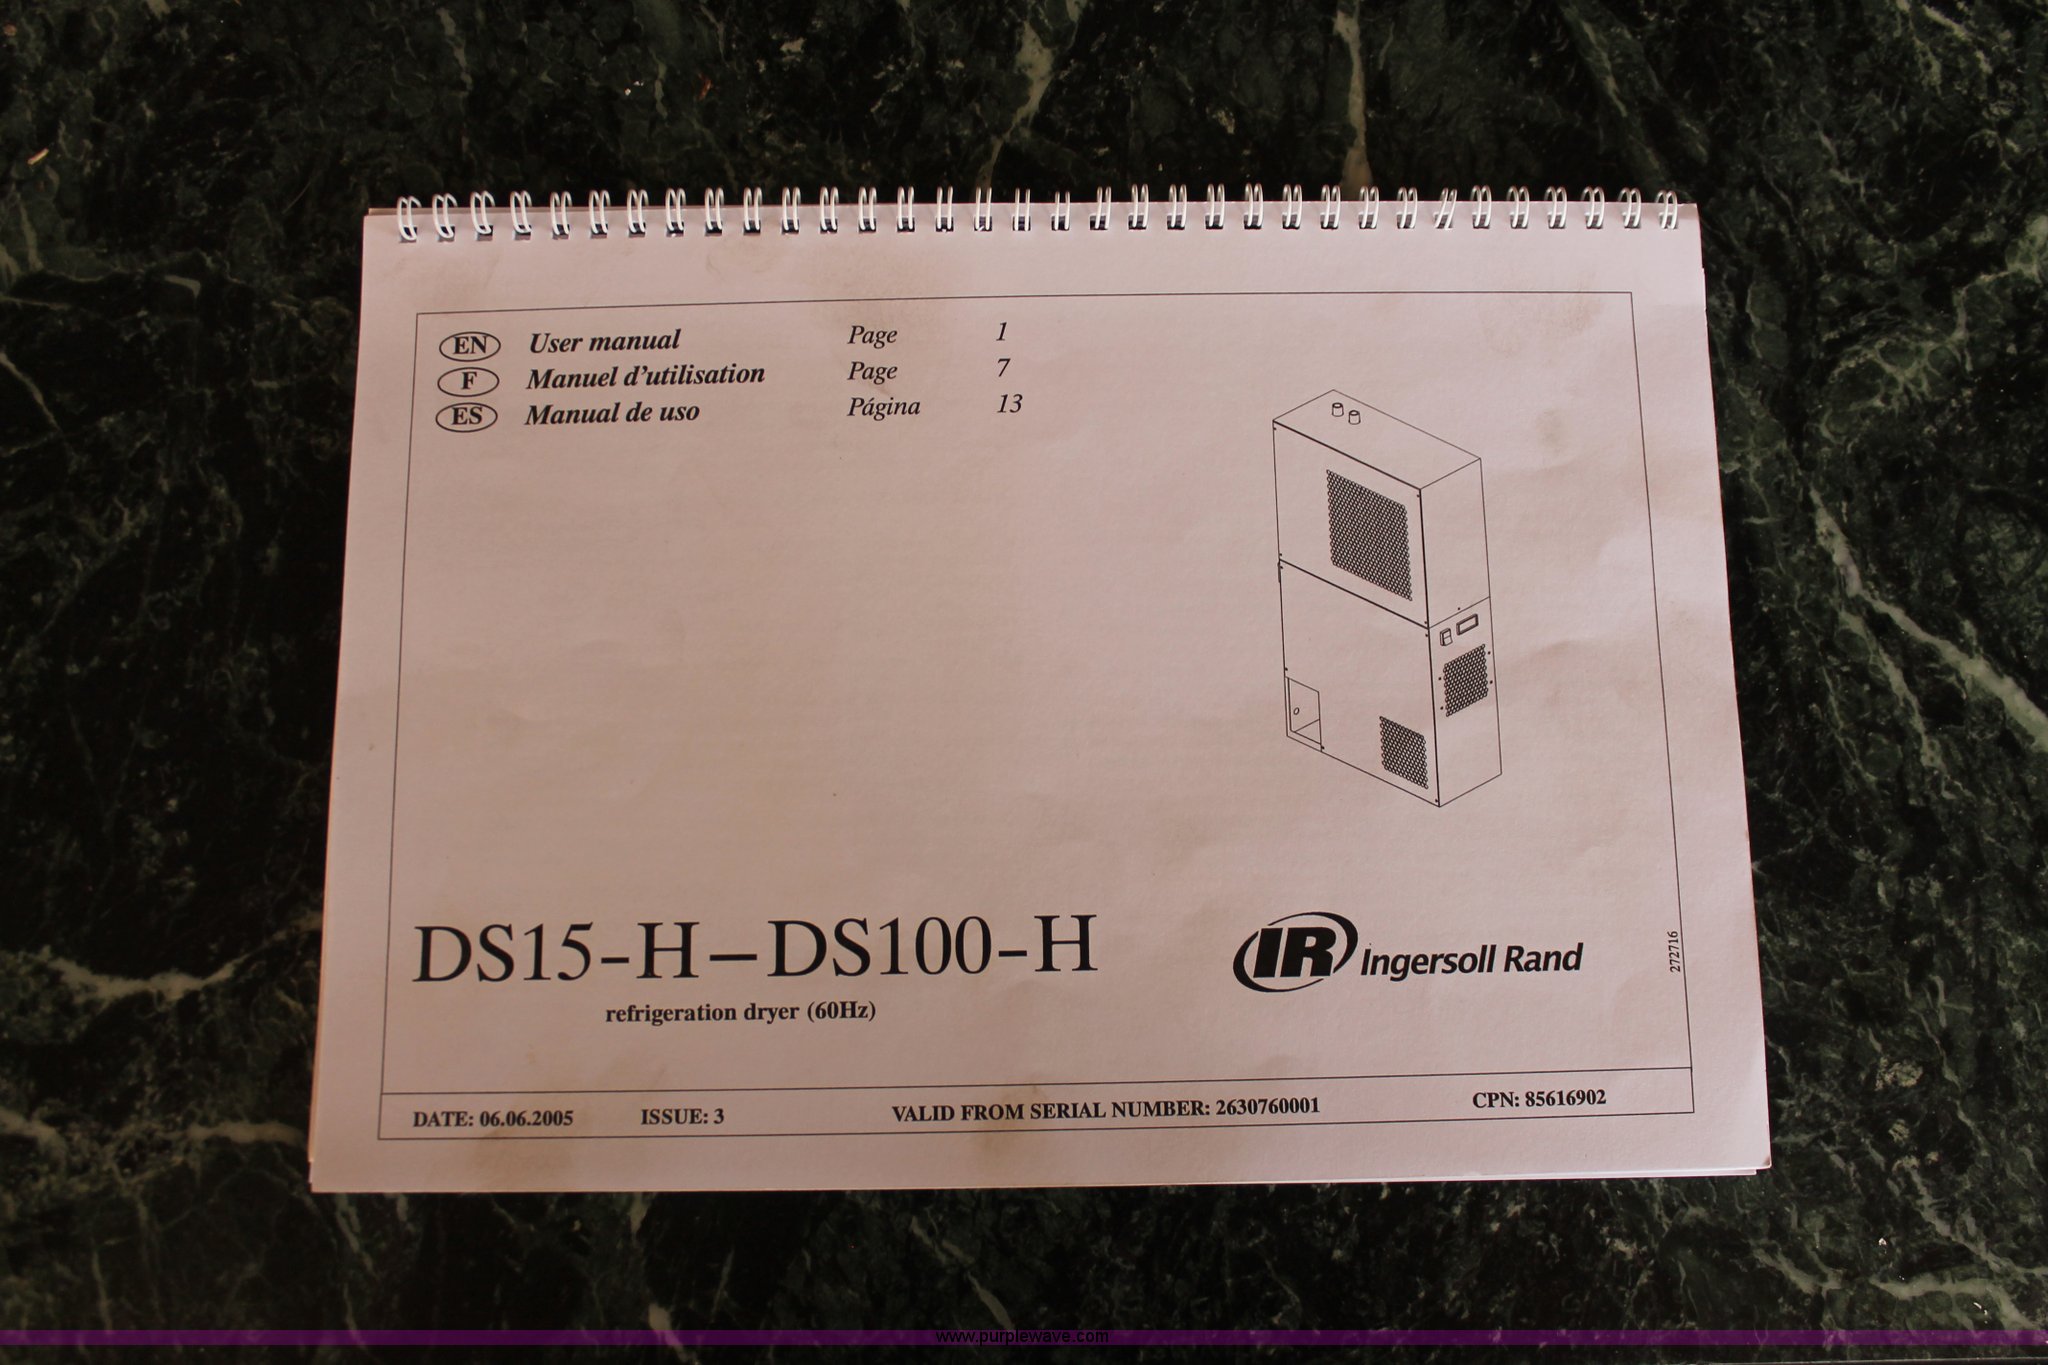 EN User manual Page 1
F Manuel d'utilisation Page 7
ES Manual de uso Página 13
DS15-H–DS100-H
refrigeration dryer (60Hz)
IR Ingersoll Rand
272716
DATE: 06.06.2005 ISSUE: 3 VALID FROM SERIAL NUMBER: 2630760001 CPN: 85616902
www.purplewave.com